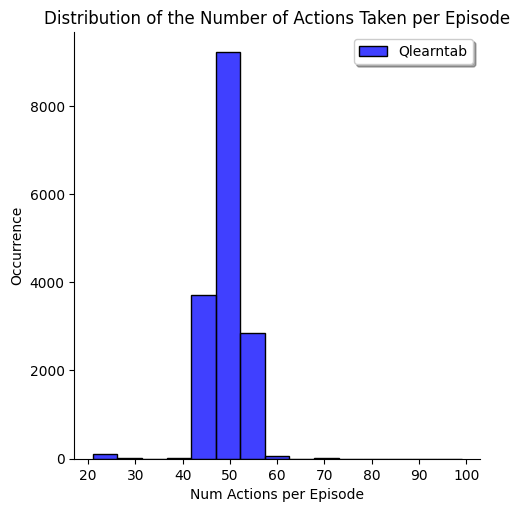 Distribution of the Number of Actions Taken per Episode
Qlearntab
8000
6000
4000
2000
0
Occurrence
20 30 40 50 60 70 80 90 100
Num Actions per Episode